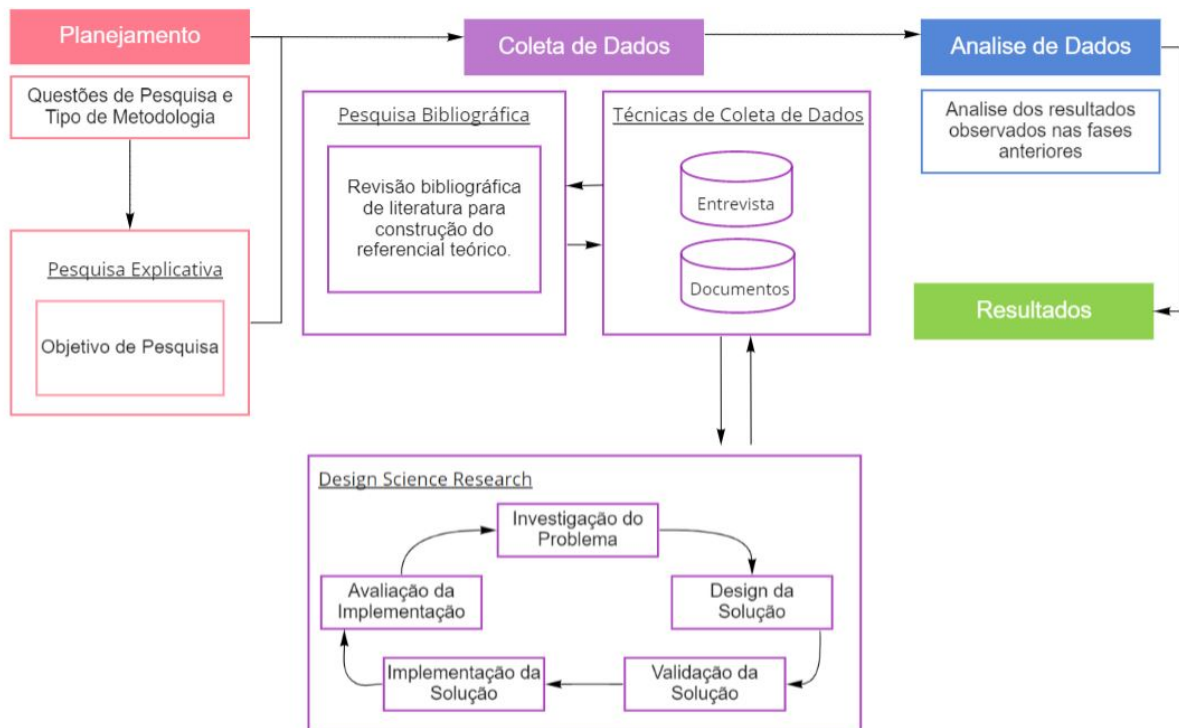 Planejamento
Questões de Pesquisa e
Tipo de Metodologia
Pesquisa Explicativa
Objetivo de Pesquisa
Coleta de Dados
Pesquisa Bibliográfica
Revisão bibliográfica
de literatura para
construção do
referencial teórico.
Técnicas de Coleta de Dados
Entrevista
Documentos
Design Science Research
Investigação do
Problema
Design da
Solução
Validação da
Solução
Implementação da
Solução
Avaliação da
Implementação
Analise de Dados
Analise dos resultados
observados nas fases
anteriores
Resultados